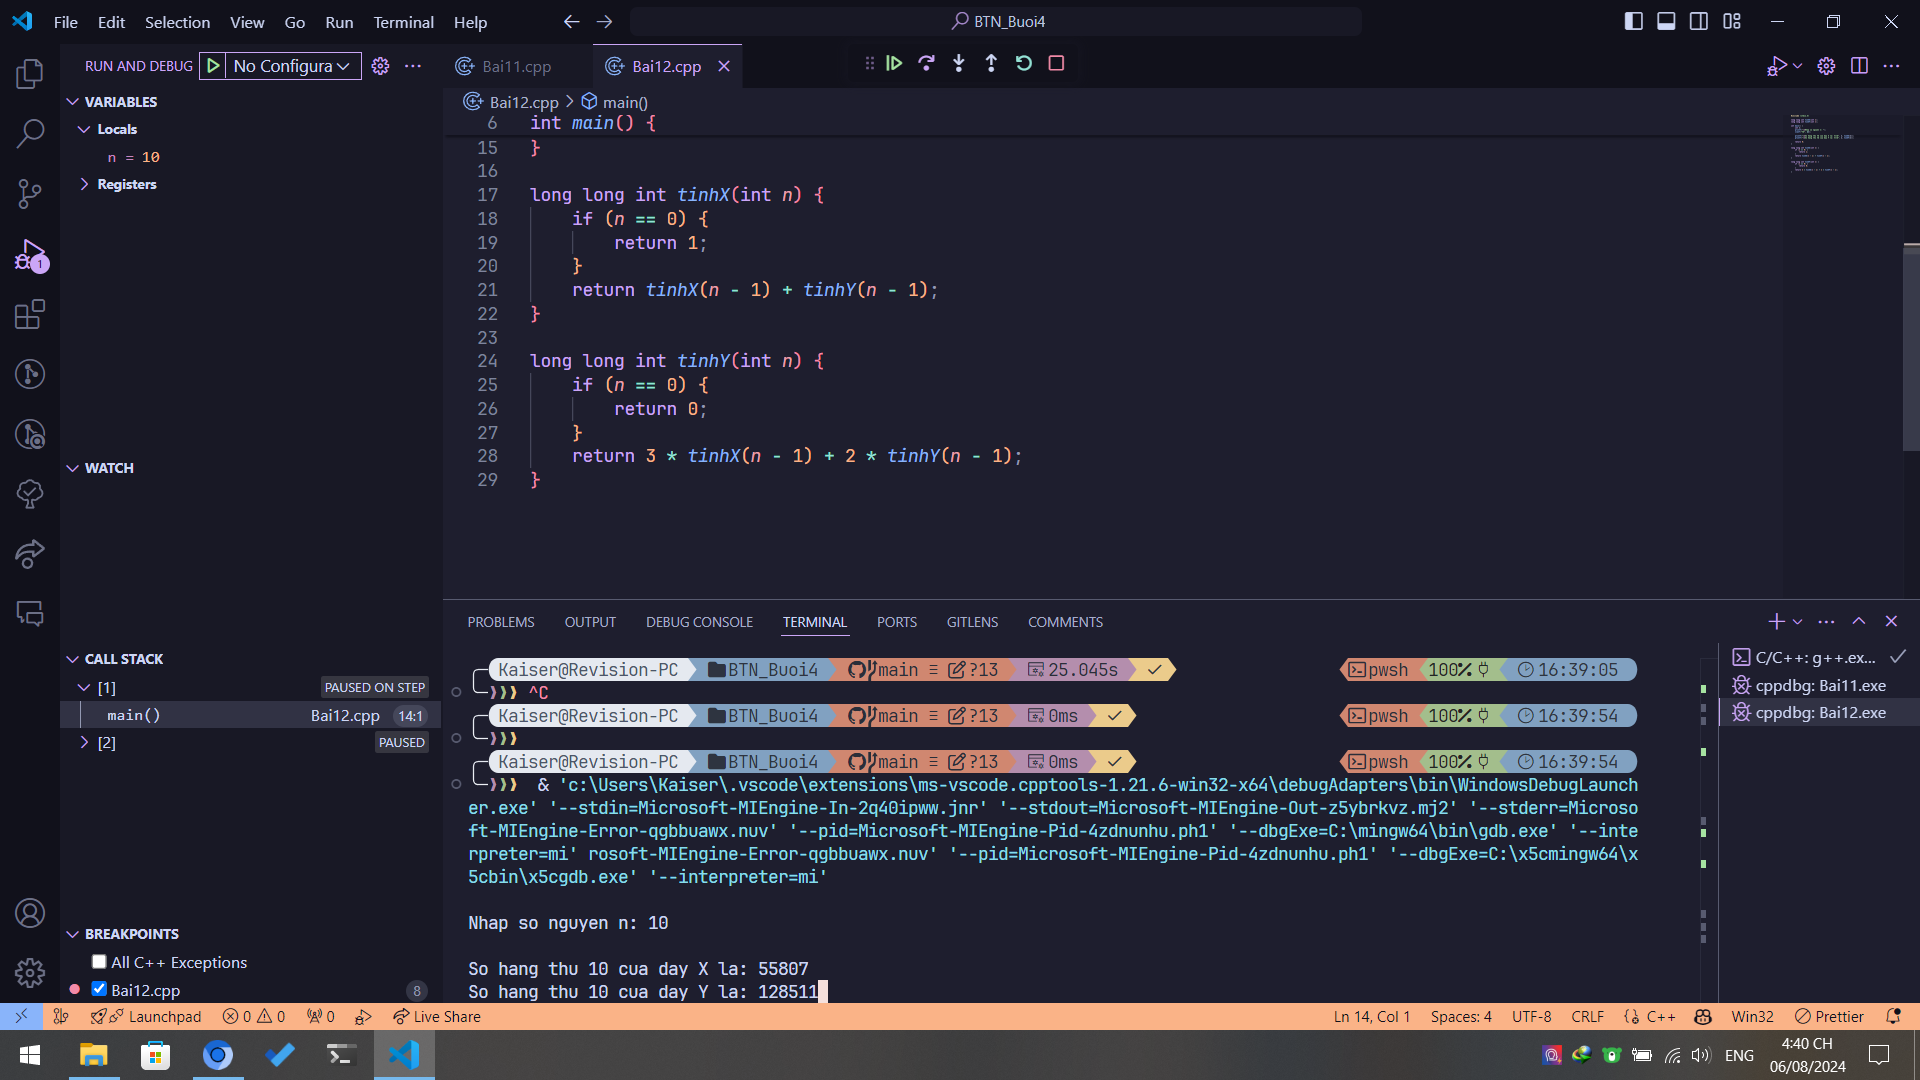 File Edit Selection View Go Run Terminal Help
BTN_Buoi4
RUN AND DEBUG No Configura
VARIABLES
Locals
n = 10
Registers
WATCH
CALL STACK
[1] PAUSED ON STEP
main() Bai12.cpp 14:1
[2] PAUSED
BREAKPOINTS
All C++ Exceptions
Bai12.cpp 8
1
Bai11.cpp Bai12.cpp
Bai12.cpp > main()
6 int main() {
15 }
16
17 long long int tinhX(int n) {
18 if (n == 0) {
19 return 1;
20 }
21 return tinhX(n - 1) + tinhY(n - 1);
22 }
23
24 long long int tinhY(int n) {
25 if (n == 0) {
26 return 0;
27 }
28 return 3 * tinhX(n - 1) + 2 * tinhY(n - 1);
29 }
PROBLEMS OUTPUT DEBUG CONSOLE TERMINAL PORTS GITLENS COMMENTS
Kaiser@Revision-PC BTN_Buoi4 main ≡ ?13 25.045s pwsh 100% 16:39:05
❯❯❯ ^C
Kaiser@Revision-PC BTN_Buoi4 main ≡ ?13 0ms pwsh 100% 16:39:54
❯❯❯
Kaiser@Revision-PC BTN_Buoi4 main ≡ ?13 0ms pwsh 100% 16:39:54
❯❯❯ & 'c:\Users\Kaiser\.vscode\extensions\ms-vscode.cpptools-1.21.6-win32-x64\debugAdapters\bin\WindowsDebugLaunch
er.exe' '--stdin=Microsoft-MIEngine-In-2q40ipww.jnr' '--stdout=Microsoft-MIEngine-Out-z5ybrkvz.mj2' '--stderr=Microso
ft-MIEngine-Error-qgbbuawx.nuv' '--pid=Microsoft-MIEngine-Pid-4zdnunhu.ph1' '--dbgExe=C:\mingw64\bin\gdb.exe' '--inte
rpreter=mi' rosoft-MIEngine-Error-qgbbuawx.nuv' '--pid=Microsoft-MIEngine-Pid-4zdnunhu.ph1' '--dbgExe=C:\x5cmingw64\x
5cbin\x5cgdb.exe' '--interpreter=mi'
Nhap so nguyen n: 10
So hang thu 10 cua day X la: 55807
So hang thu 10 cua day Y la: 128511
C/C++: g++.ex...
cppdbg: Bai11.exe
cppdbg: Bai12.exe
Launchpad 0 0 0 Live Share Ln 14, Col 1 Spaces: 4 UTF-8 CRLF {} C++ Win32 Prettier
ENG 4:40 CH
06/08/2024